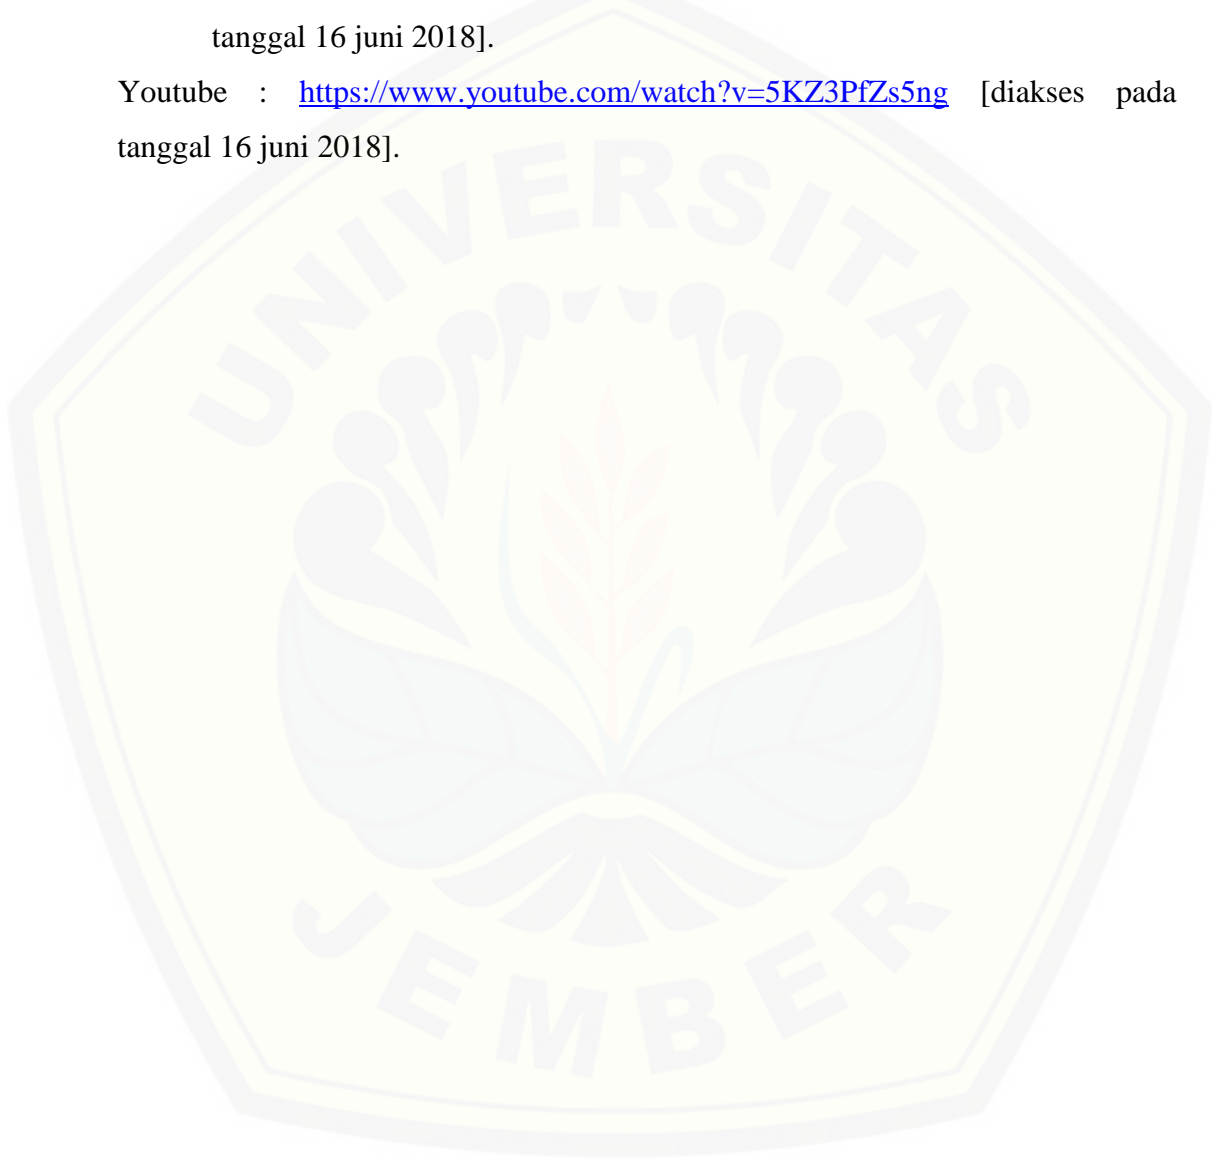 tanggal 16 juni 2018].
Youtube : https://www.youtube.com/watch?v=5KZ3PfZs5ng [diakses pada
tanggal 16 juni 2018].
UNIVERSITAS
JEMBER